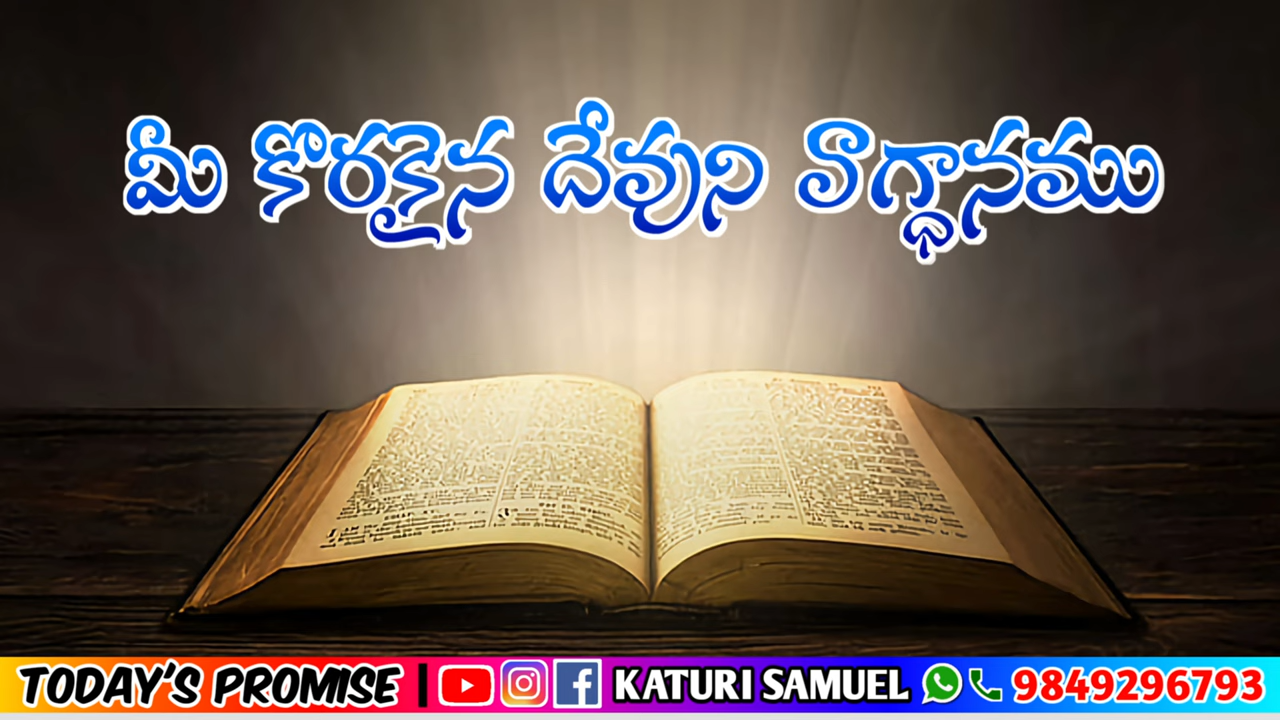 మీ కొరకైన దేవుని వాగ్ధానము
TODAY'S PROMISE | KATURI SAMUEL 9849296793